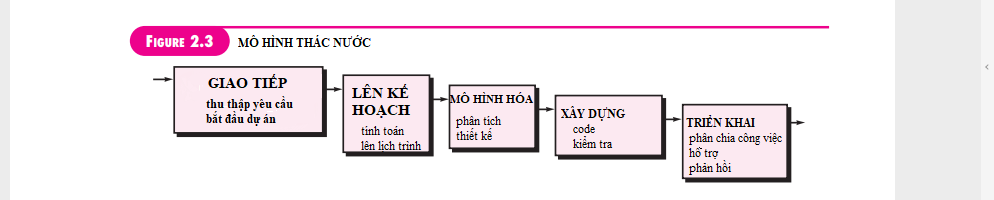 FIGURE 2.3 MÔ HÌNH THÁC NƯỚC
GIAO TIẾP
thu thập yêu cầu
bắt đầu dự án
LÊN KẾ
HOẠCH
tính toán
lên lịch trình
MÔ HÌNH HÓA
phân tích
thiết kế
XÂY DỰNG
code
kiểm tra
TRIỂN KHAI
phân chia công việc
hỗ trợ
phản hồi